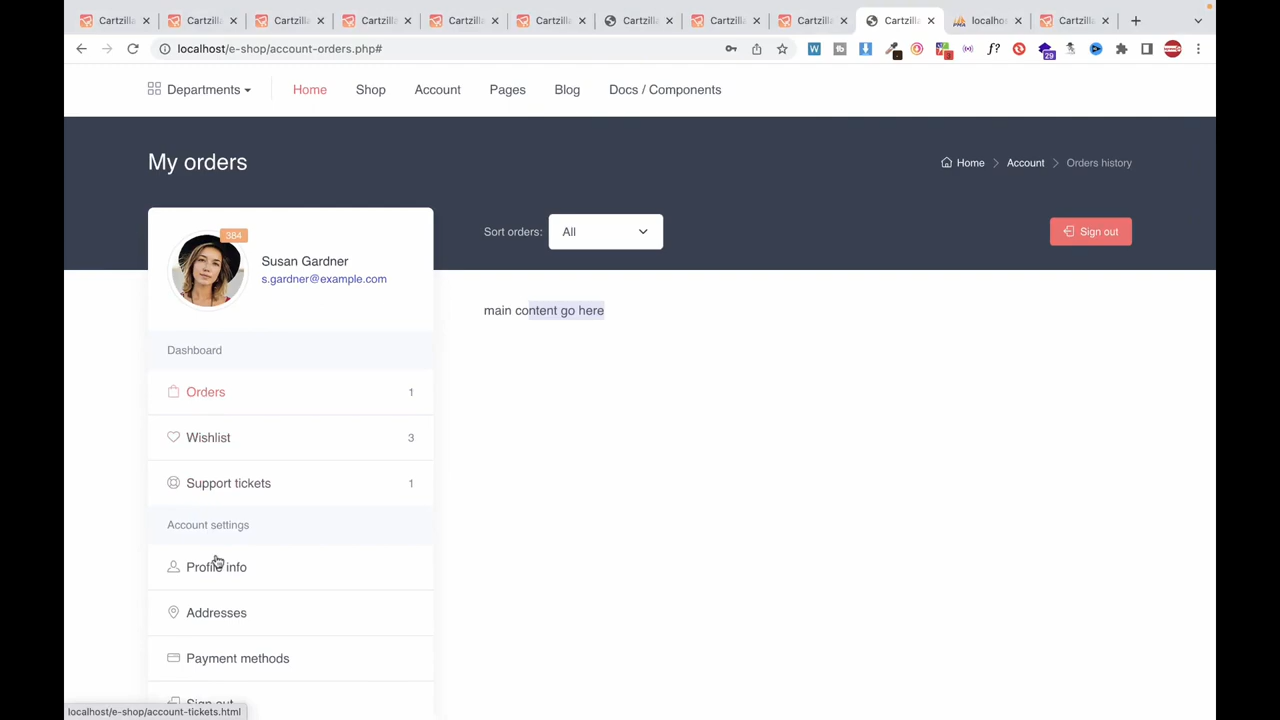 Cartzilla Cartzilla Cartzilla Cartzilla Cartzilla Cartzilla Cartzilla Cartzilla Cartzilla Cartzilla localhos Cartzilla
localhost/e-shop/account-orders.php#
Departments Home Shop Account Pages Blog Docs / Components
My orders
Home > Account > Orders history
384
Susan Gardner
s.gardner@example.com
Sort orders: All
Sign out
main content go here
Dashboard
Orders 1
Wishlist 3
Support tickets 1
Account settings
Profile info
Addresses
Payment methods
Sign out
localhost/e-shop/account-tickets.html